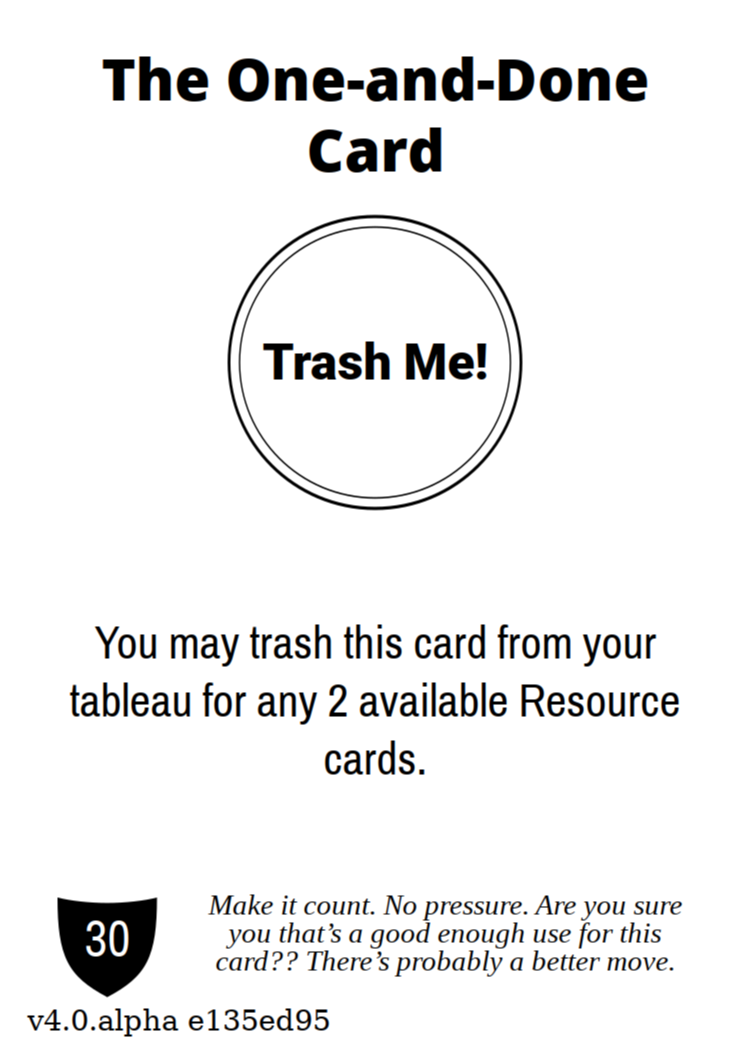 The One-and-Done
Card
Trash Me!
You may trash this card from your
tableau for any 2 available Resource
cards.
30
Make it count. No pressure. Are you sure
you that’s a good enough use for this
card?? There’s probably a better move.
v4.0.alpha e135ed95